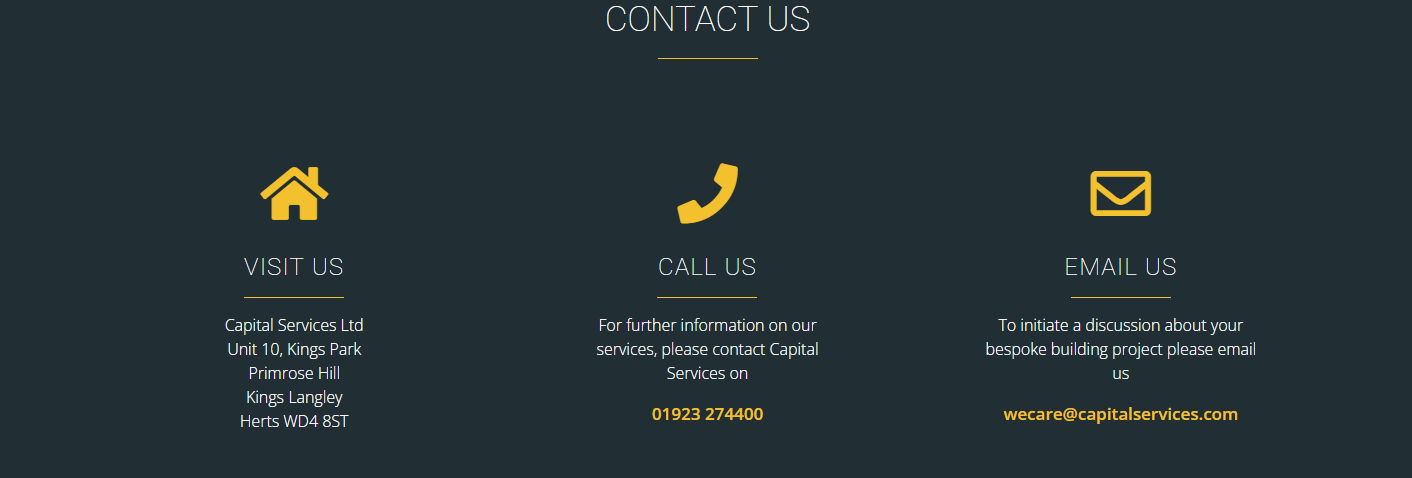 CONTACT US
VISIT US
Capital Services Ltd
Unit 10, Kings Park
Primrose Hill
Kings Langley
Herts WD4 8ST
CALL US
For further information on our
services, please contact Capital
Services on
01923 274400
EMAIL US
To initiate a discussion about your
bespoke building project please email
us
wecare@capitalservices.com